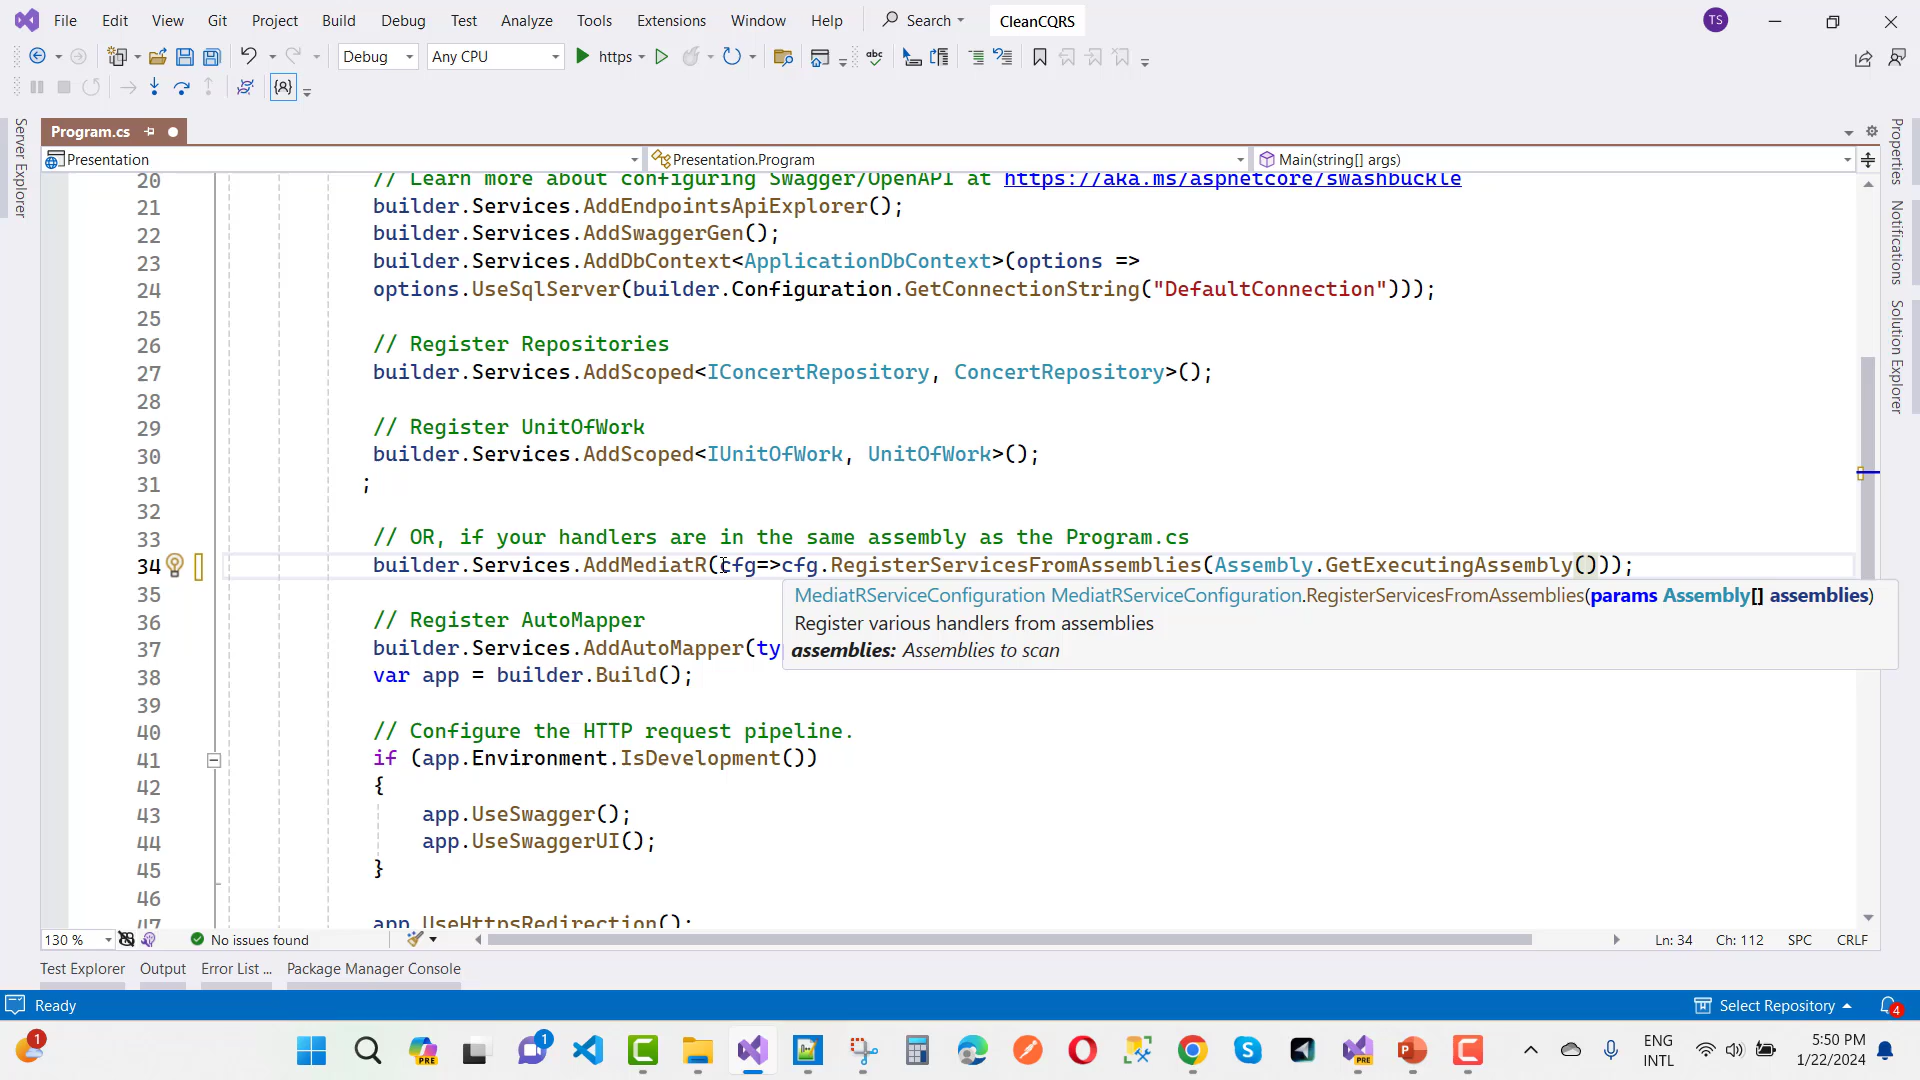 File Edit View Git Project Build Debug Test Analyze Tools Extensions Window Help Search CleanCQRS TS
Debug Any CPU https
Program.cs
Presentation Presentation.Program Main(string[] args)
20 // Learn more about configuring Swagger/OpenAPI at https://aka.ms/aspnetcore/swashbuckle
21 builder.Services.AddEndpointsApiExplorer();
22 builder.Services.AddSwaggerGen();
23 builder.Services.AddDbContext<ApplicationDbContext>(options =>
24 options.UseSqlServer(builder.Configuration.GetConnectionString("DefaultConnection")));
25
26 // Register Repositories
27 builder.Services.AddScoped<IConcertRepository, ConcertRepository>();
28
29 // Register UnitOfWork
30 builder.Services.AddScoped<IUnitOfWork, UnitOfWork>();
31 ;
32
33 // OR, if your handlers are in the same assembly as the Program.cs
34 builder.Services.AddMediatR(cfg=>cfg.RegisterServicesFromAssemblies(Assembly.GetExecutingAssembly()));
35
MediatRServiceConfiguration MediatRServiceConfiguration.RegisterServicesFromAssemblies(params Assembly[] assemblies)
Register various handlers from assemblies
assemblies: Assemblies to scan
36 // Register AutoMapper
37 builder.Services.AddAutoMapper(ty
38 var app = builder.Build();
39
40 // Configure the HTTP request pipeline.
41 if (app.Environment.IsDevelopment())
42 {
43 app.UseSwagger();
44 app.UseSwaggerUI();
45 }
46
47 app.UseHttpsRedirection();
Server Explorer
Properties
Notifications
Solution Explorer
130 % No issues found Ln: 34 Ch: 112 SPC CRLF
Test Explorer Output Error List ... Package Manager Console
Ready Select Repository 4
1 PRE 1 PRE ENG INTL 5:50 PM 1/22/2024